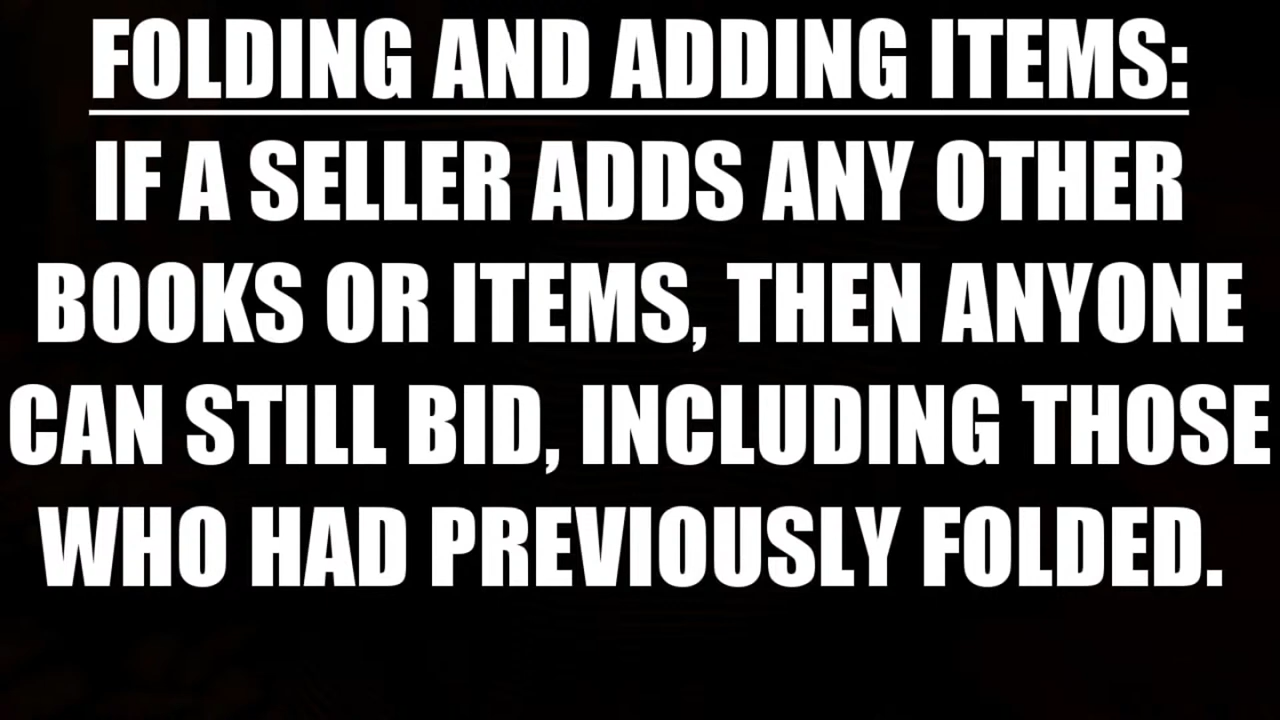 FOLDING AND ADDING ITEMS:
IF A SELLER ADDS ANY OTHER
BOOKS OR ITEMS, THEN ANYONE
CAN STILL BID, INCLUDING THOSE
WHO HAD PREVIOUSLY FOLDED.